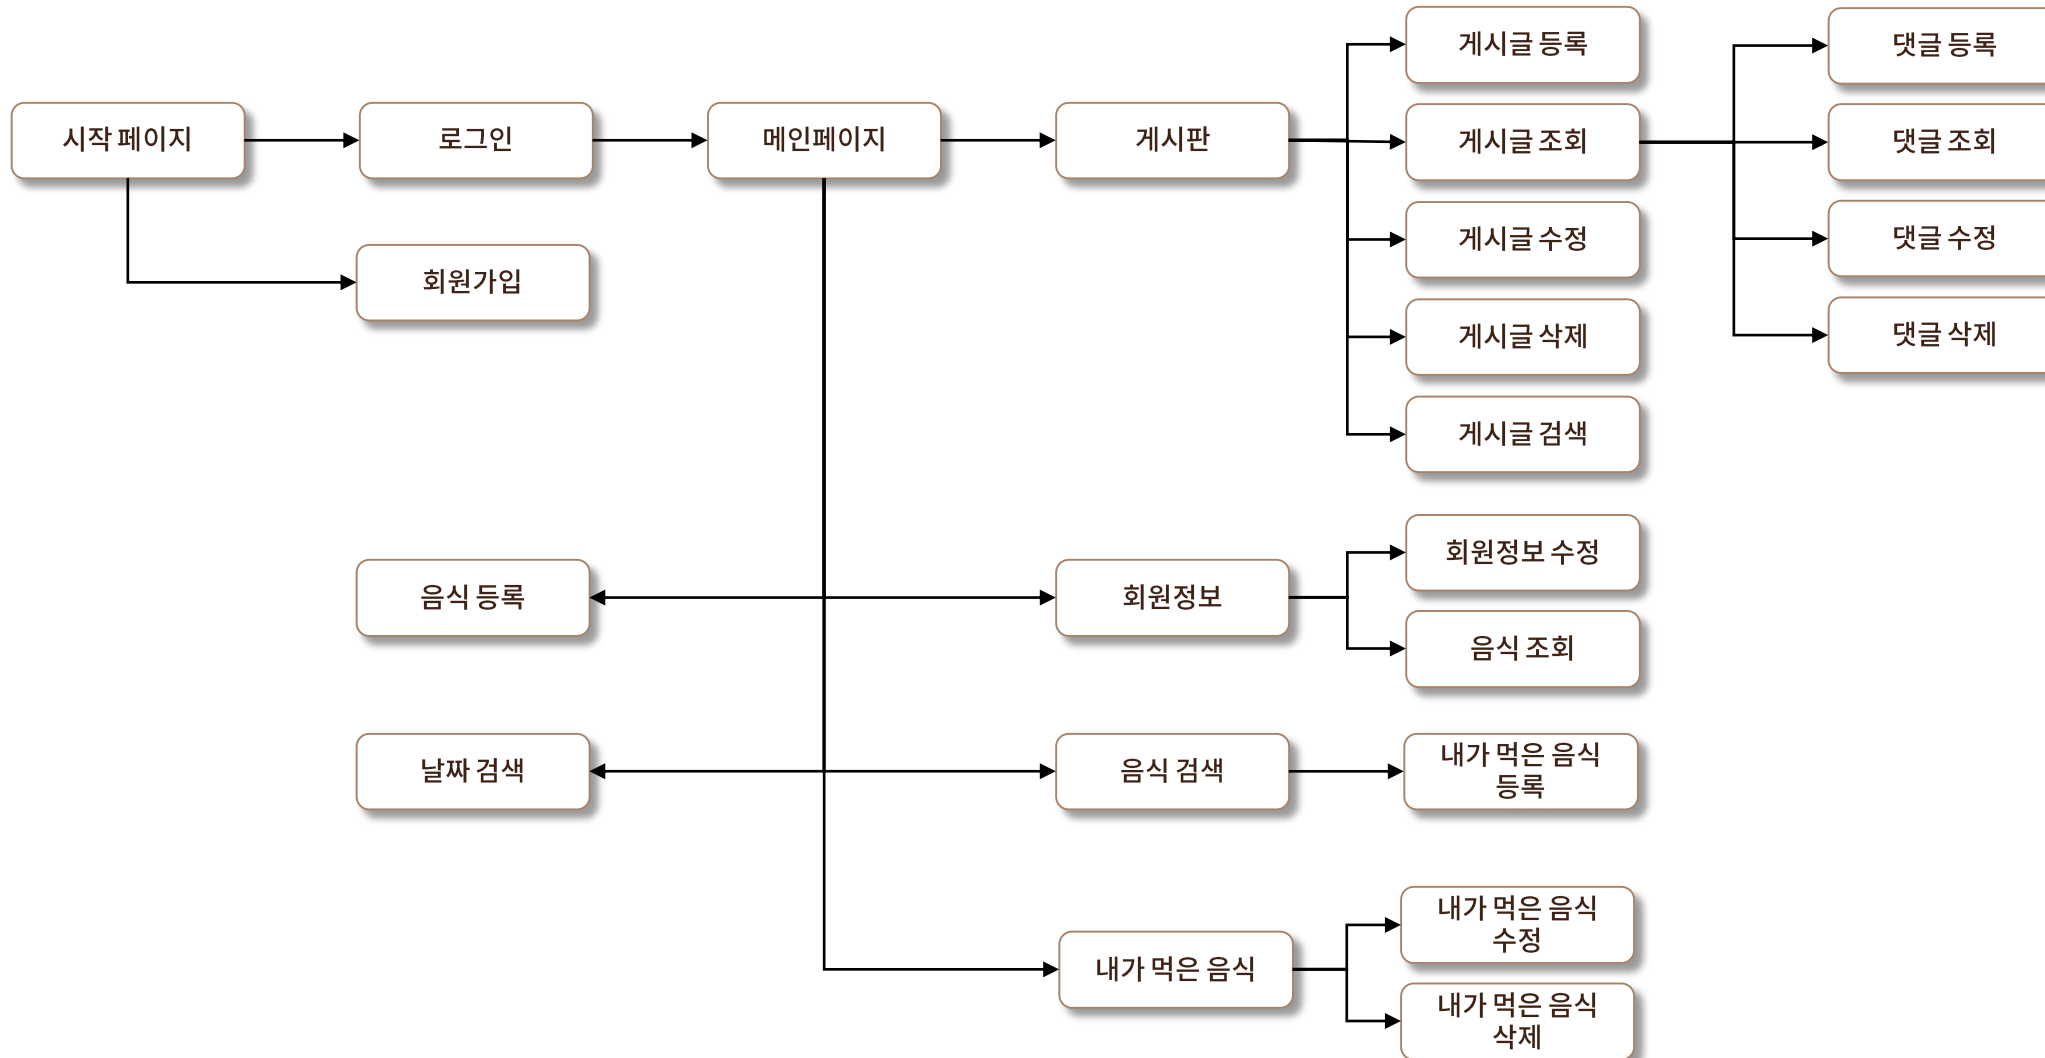 시작 페이지
로그인
메인페이지
게시판
게시글 등록
게시글 조회
게시글 수정
게시글 삭제
게시글 검색
댓글 등록
댓글 조회
댓글 수정
댓글 삭제
회원가입
음식 등록
회원정보
회원정보 수정
음식 조회
날짜 검색
음식 검색
내가 먹은 음식
등록
내가 먹은 음식
내가 먹은 음식
수정
내가 먹은 음식
삭제